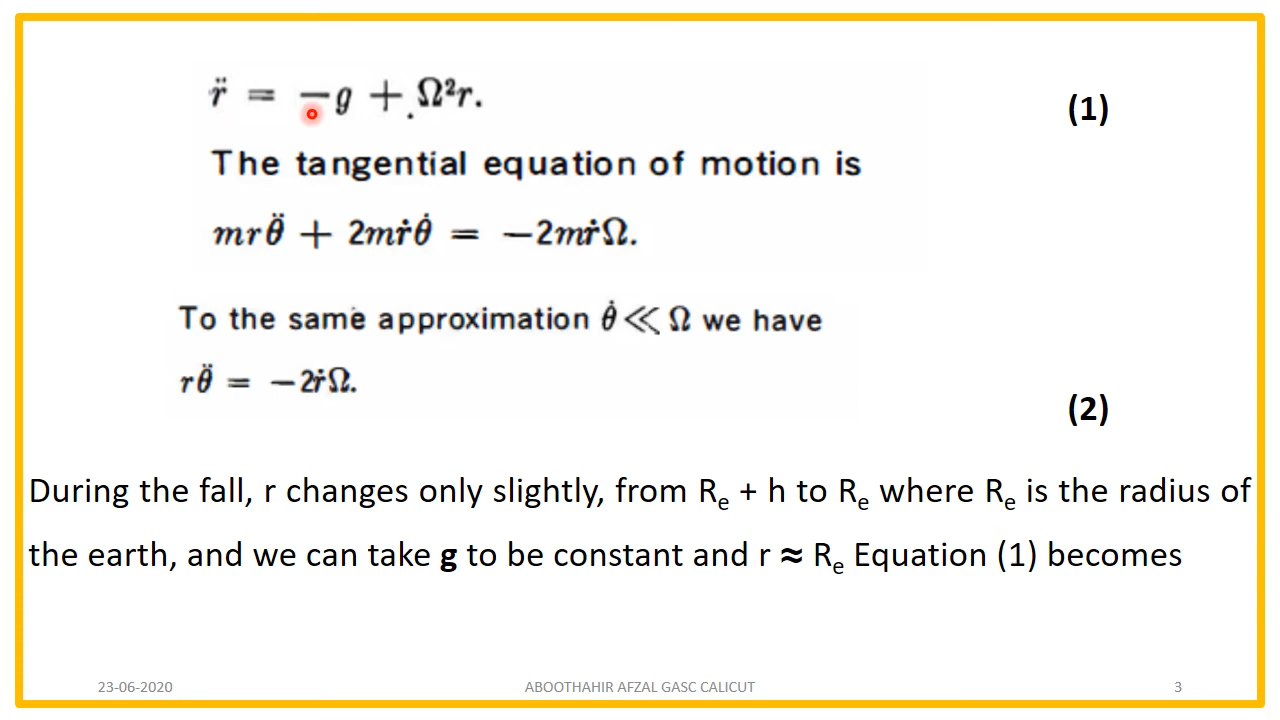 r̈ = −g + Ω²r.
(1)
The tangential equation of motion is
mrθ̈ + 2mṙθ̇ = −2mṙΩ.
To the same approximation θ̇ ≪ Ω we have
rθ̈ = −2ṙΩ.
(2)
During the fall, r changes only slightly, from Rₑ + h to Rₑ where Rₑ is the radius of
the earth, and we can take g to be constant and r ≈ Rₑ Equation (1) becomes
23-06-2020
ABOOTHAHIR AFZAL GASC CALICUT
3